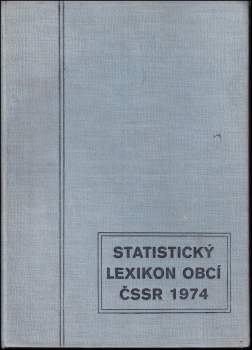 STATISTICKÝ
LEXIKON OBCÍ
ČSSR 1974